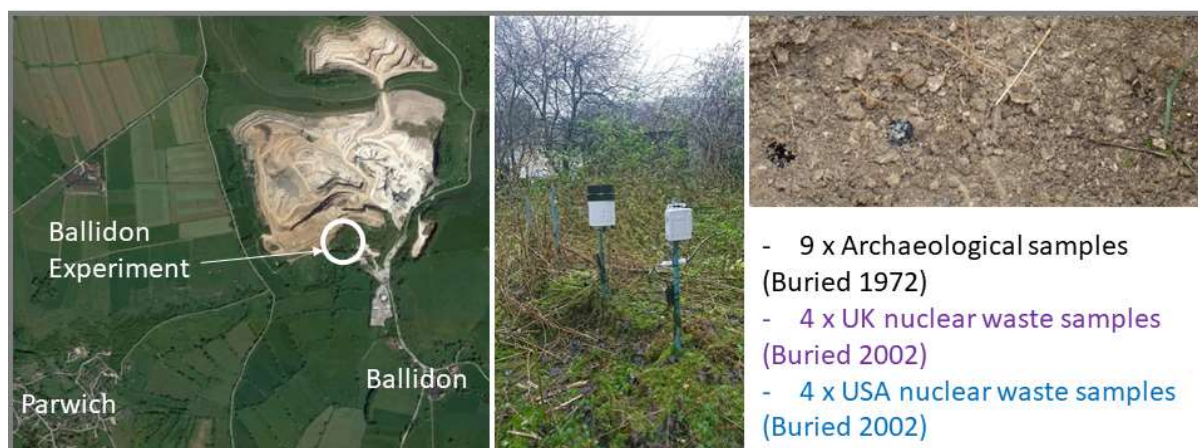 Ballidon
Experiment
Ballidon
Parwich
- 9 x Archaeological samples
(Buried 1972)
- 4 x UK nuclear waste samples
(Buried 2002)
- 4 x USA nuclear waste samples
(Buried 2002)